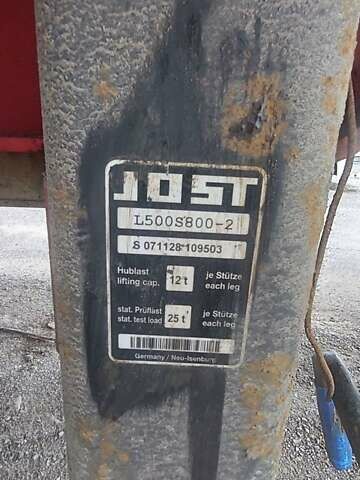 JOST
L500S800-2
S 071128 109503
Hublast 12 t je Stütze
lifting cap. each leg
stat. Prüflast 25 t je Stütze
stat. test load each leg
Germany / Neu-Isenburg